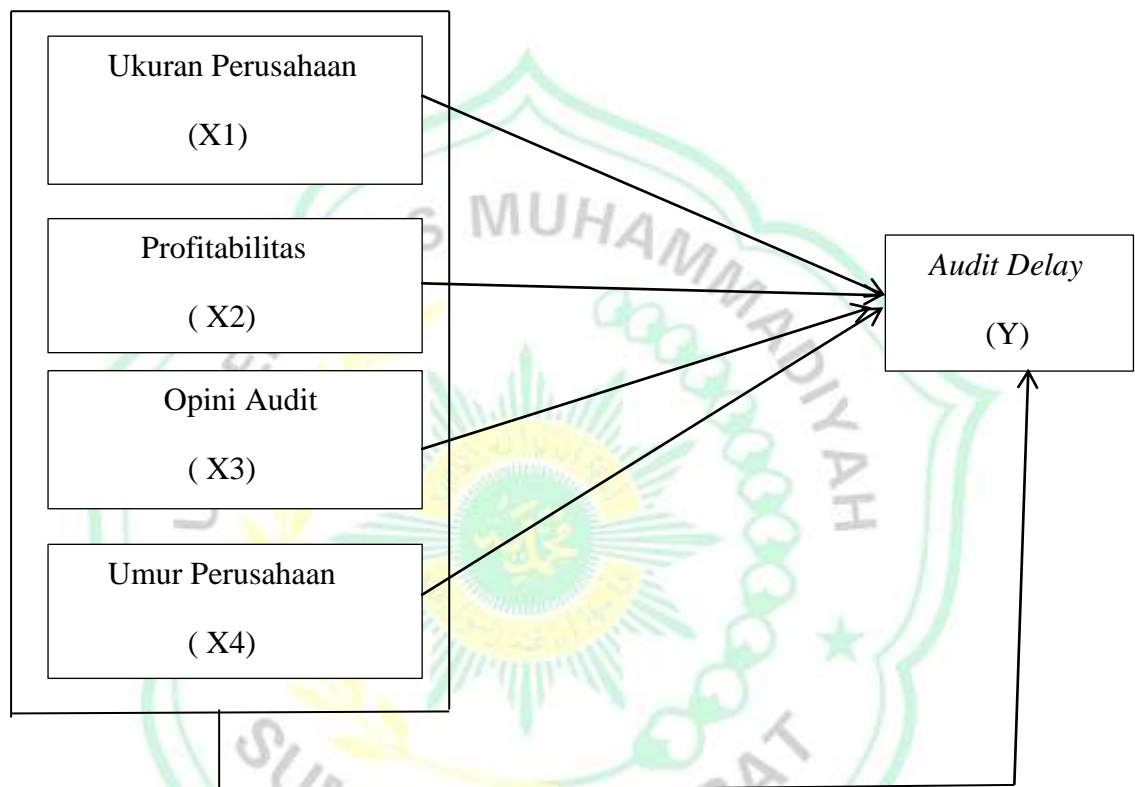 Ukuran Perusahaan
(X1)
Profitabilitas
( X2)
Opini Audit
( X3)
Umur Perusahaan
( X4)
Audit Delay
(Y)
S MUHAMMADIYAH